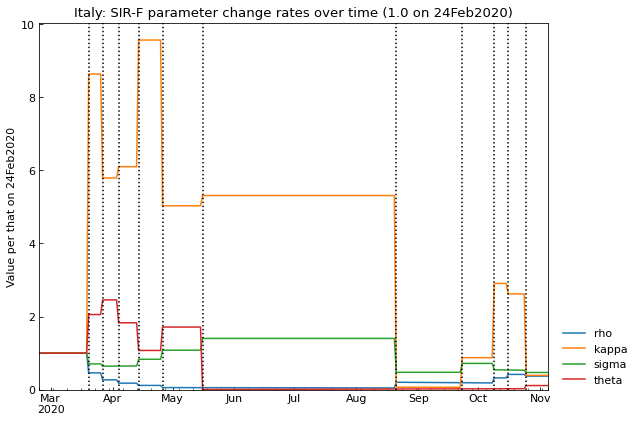 Italy: SIR-F parameter change rates over time (1.0 on 24Feb2020)
Value per that on 24Feb2020
10
8
6
4
2
0
Mar Apr May Jun Jul Aug Sep Oct Nov
2020
rho
kappa
sigma
theta